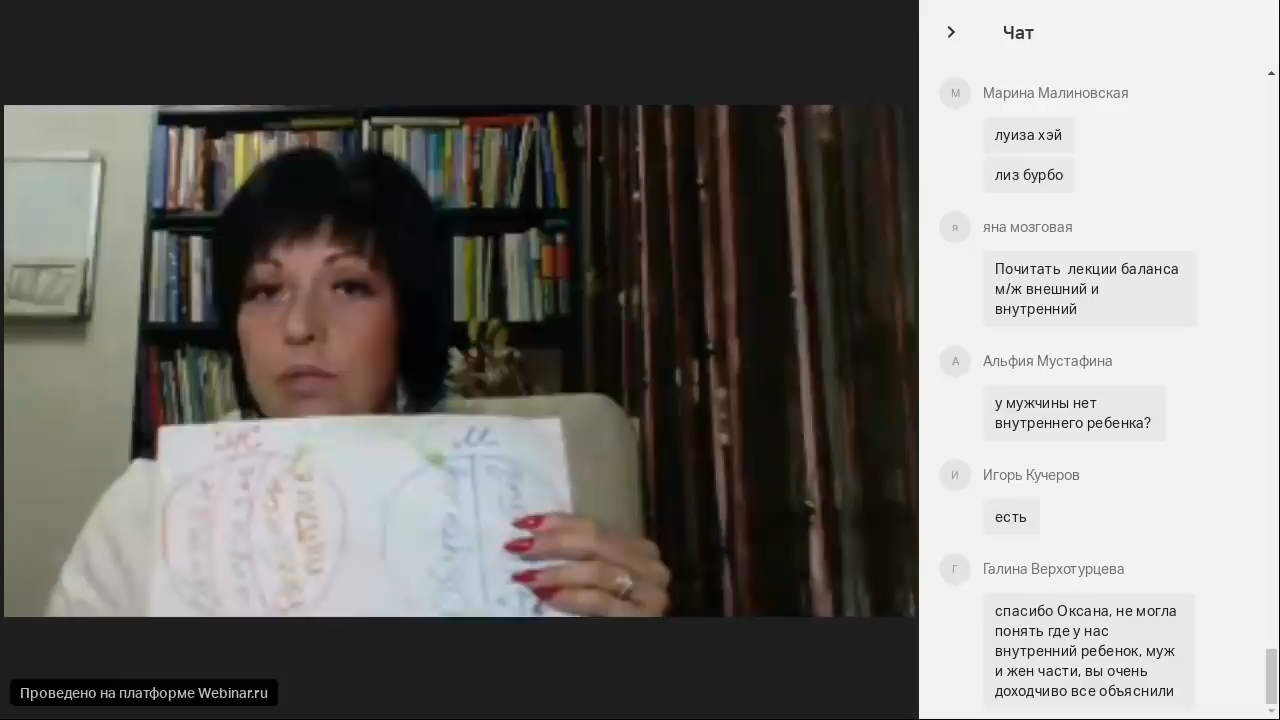 Чат
М
Марина Малиновская
луиза хэй
лиз бурбо
я
яна мозговая
Почитать лекции баланса
м/ж внешний и
внутренний
А
Альфия Мустафина
у мужчины нет
внутреннего ребенка?
И
Игорь Кучеров
есть
Г
Галина Верхотурцева
спасибо Оксана, не могла
понять где у нас
внутренний ребенок, муж
и жен части, вы очень
доходчиво все объяснили
"Ж"
М
Проведено на платформе Webinar.ru